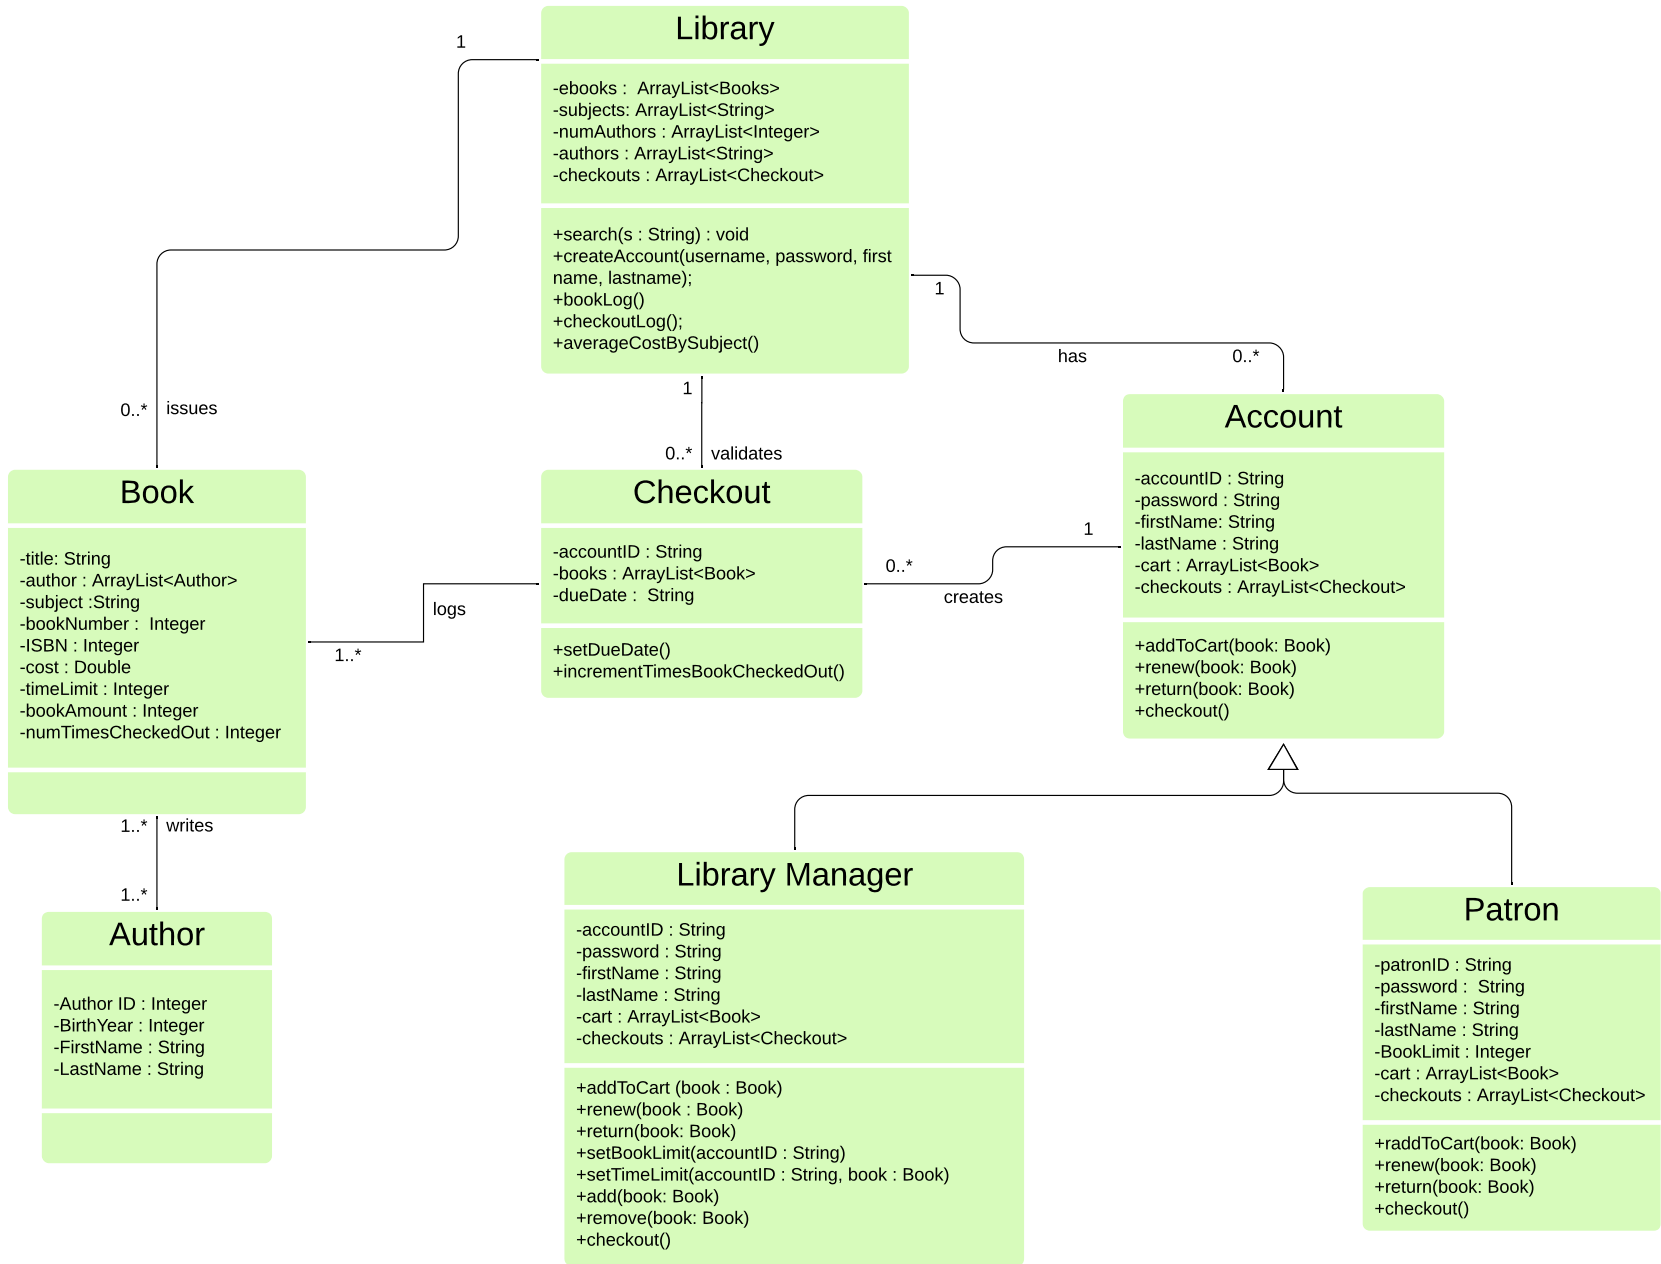 Library
-ebooks :  ArrayList<Books>
-subjects: ArrayList<String>
-numAuthors : ArrayList<Integer>
-authors : ArrayList<String>
-checkouts : ArrayList<Checkout>
+search(s : String) : void
+createAccount(username, password, first
name, lastname);
+bookLog()
+checkoutLog();
+averageCostBySubject()
1
0..*
issues
1
0..*
validates
1
has
0..*
Book
-title: String
-author : ArrayList<Author>
-subject :String
-bookNumber :  Integer
-ISBN : Integer
-cost : Double
-timeLimit : Integer
-bookAmount : Integer
-numTimesCheckedOut : Integer
logs
1..*
Checkout
-accountID : String
-books : ArrayList<Book>
-dueDate :  String
+setDueDate()
+incrementTimesBookCheckedOut()
1
0..*
creates
Account
-accountID : String
-password : String
-firstName: String
-lastName : String
-cart : ArrayList<Book>
-checkouts : ArrayList<Checkout>
+addToCart(book: Book)
+renew(book: Book)
+return(book: Book)
+checkout()
1..*
writes
1..*
Author
-Author ID : Integer
-BirthYear : Integer
-FirstName : String
-LastName : String
Library Manager
-accountID : String
-password : String
-firstName : String
-lastName : String
-cart : ArrayList<Book>
-checkouts : ArrayList<Checkout>
+addToCart (book : Book)
+renew(book : Book)
+return(book: Book)
+setBookLimit(accountID : String)
+setTimeLimit(accountID : String, book : Book)
+add(book: Book)
+remove(book: Book)
+checkout()
Patron
-patronID : String
-password :  String
-firstName : String
-lastName : String
-BookLimit : Integer
-cart : ArrayList<Book>
-checkouts : ArrayList<Checkout>
+raddToCart(book: Book)
+renew(book: Book)
+return(book: Book)
+checkout()